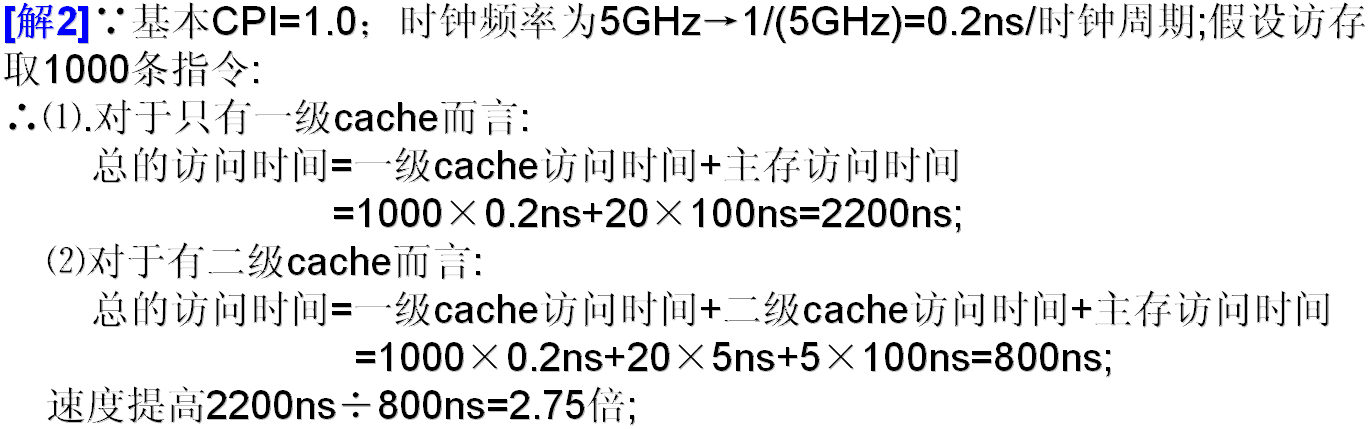 [解2]∵基本CPI=1.0；时钟频率为5GHz→1/(5GHz)=0.2ns/时钟周期;假设访存
取1000条指令:
∴⑴.对于只有一级cache而言:
总的访问时间=一级cache访问时间+主存访问时间
=1000×0.2ns+20×100ns=2200ns;
⑵对于有二级cache而言:
总的访问时间=一级cache访问时间+二级cache访问时间+主存访问时间
=1000×0.2ns+20×5ns+5×100ns=800ns;
速度提高2200ns÷800ns=2.75倍;